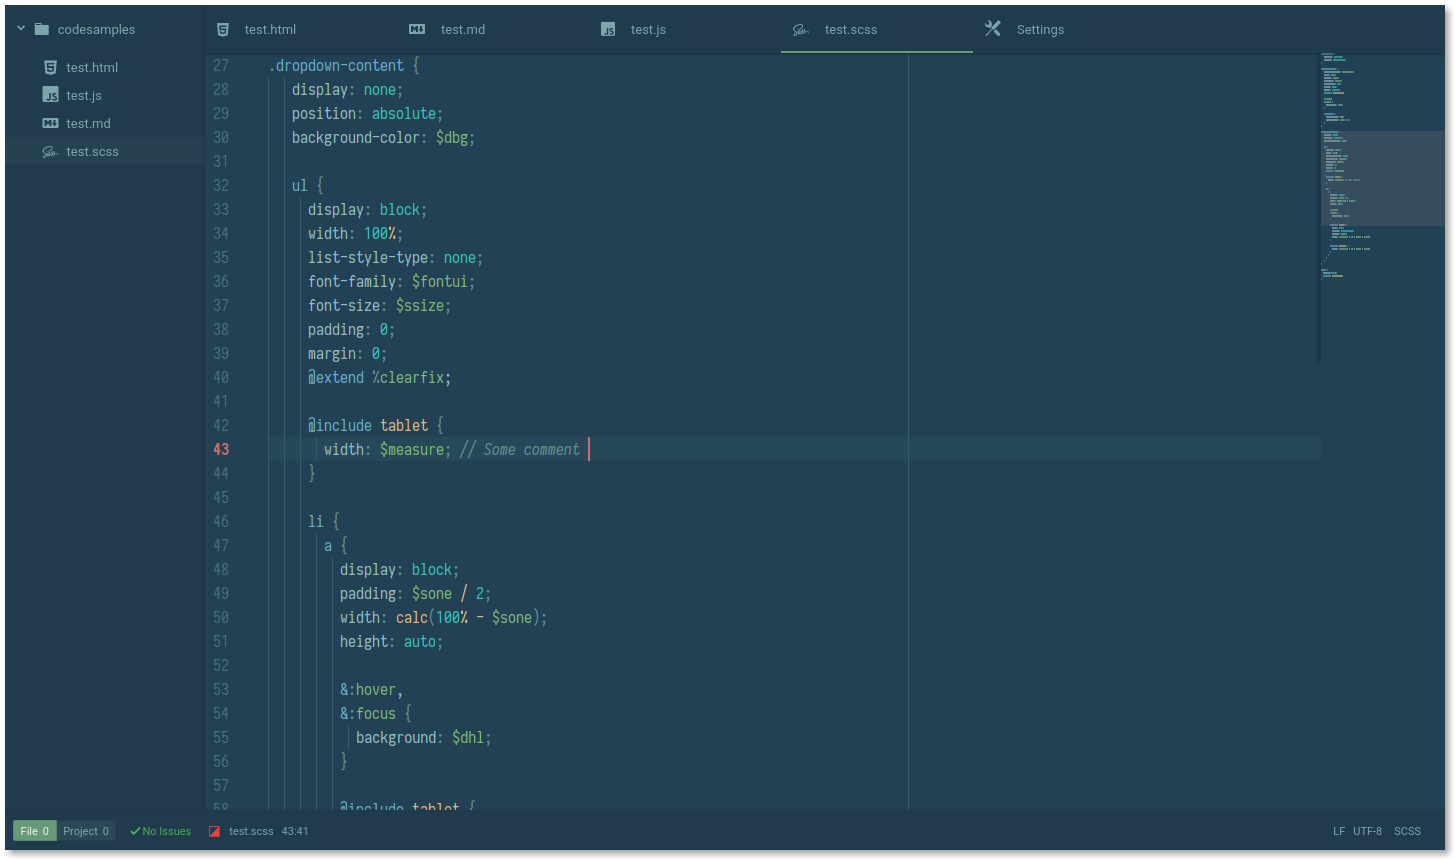 codesamples
test.html
test.js
test.md
test.scss
test.html test.md test.js test.scss Settings
27 .dropdown-content {
28 display: none;
29 position: absolute;
30 background-color: $dbg;
31
32 ul {
33 display: block;
34 width: 100%;
35 list-style-type: none;
36 font-family: $fontui;
37 font-size: $ssize;
38 padding: 0;
39 margin: 0;
40 @extend %clearfix;
41
42 @include tablet {
43 width: $measure; // Some comment
44 }
45
46 li {
47 a {
48 display: block;
49 padding: $sone / 2;
50 width: calc(100% - $sone);
51 height: auto;
52
53 &:hover,
54 &:focus {
55 background: $dhl;
56 }
57
58 @include tablet {
File 0 Project 0 No Issues test.scss 43:41 LF UTF-8 SCSS